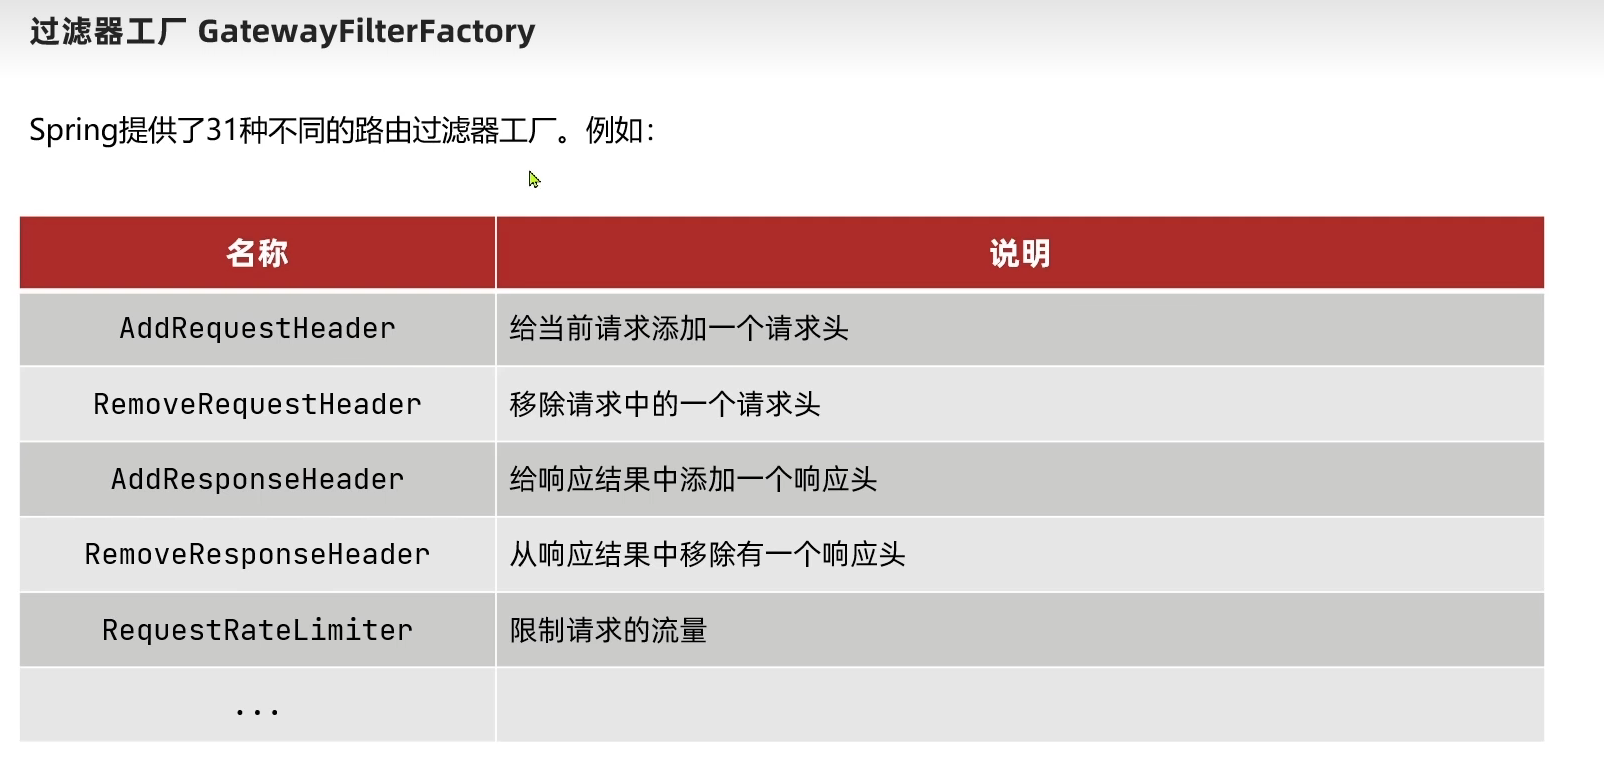 过滤器工厂 GatewayFilterFactory
Spring提供了31种不同的路由过滤器工厂。例如：
名称 说明
AddRequestHeader 给当前请求添加一个请求头
RemoveRequestHeader 移除请求中的一个请求头
AddResponseHeader 给响应结果中添加一个响应头
RemoveResponseHeader 从响应结果中移除有一个响应头
RequestRateLimiter 限制请求的流量
...